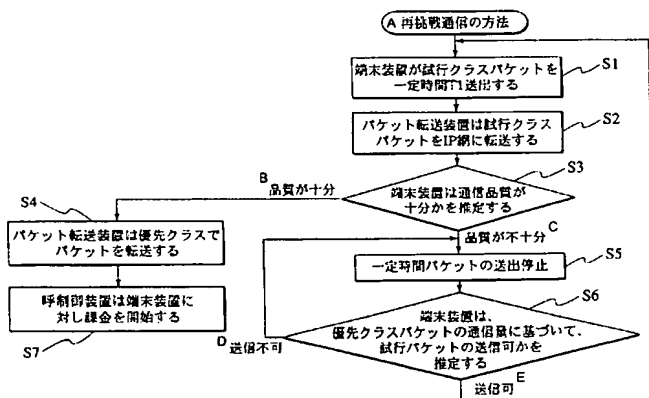 A 再挑戦通信の方法
端末装置が試行クラスパケットを
一定時間T1送出する
S1
パケット転送装置は試行クラス
パケットをIP網に転送する
S2
S3
端末装置は通信品質が
十分かを推定する
B
品質が十分
S4
パケット転送装置は優先クラスで
パケットを転送する
C
品質が不十分
一定時間パケットの送出停止
S5
呼制御装置は端末装置に
対し課金を開始する
S7
S6
端末装置は、
優先クラスパケットの通信量に基づいて、
試行パケットの送信可かを
推定する
D
送信不可
E
送信可